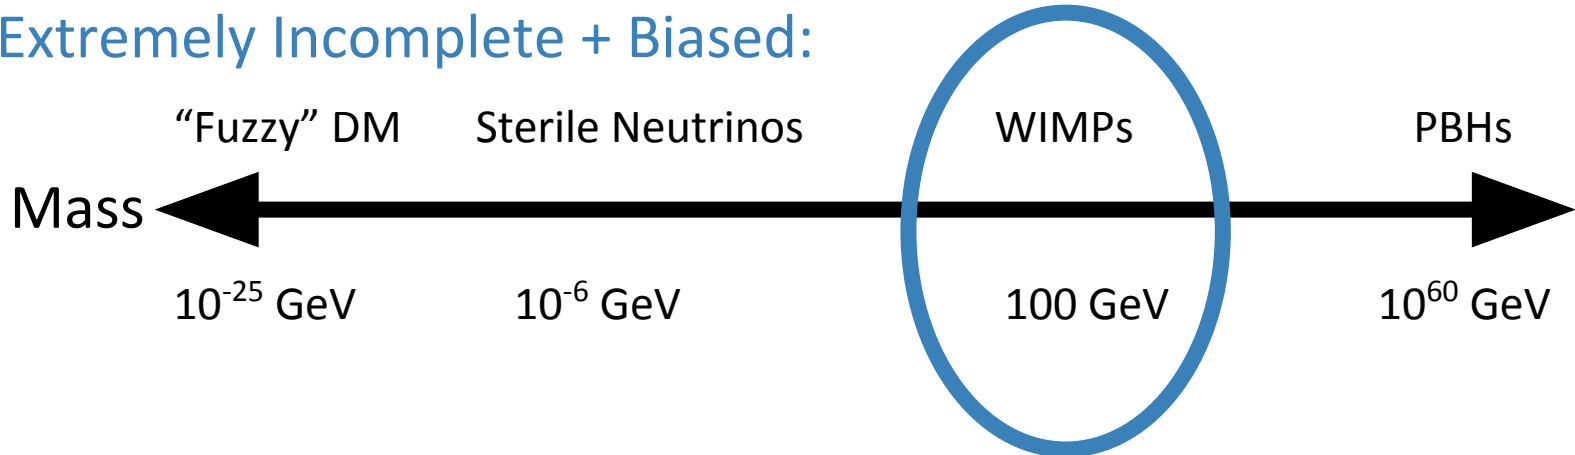 Extremely Incomplete + Biased:
“Fuzzy” DM Sterile Neutrinos WIMPs PBHs
Mass
10⁻²⁵ GeV 10⁻⁶ GeV 100 GeV 10⁶⁰ GeV